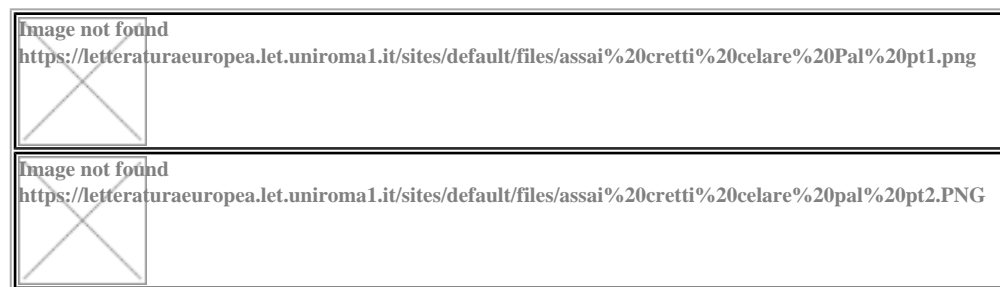 Image not found
https://letteraturaeuropea.let.uniroma1.it/sites/default/files/assai%20cretti%20celare%20Pal%20pt1.png
Image not found
https://letteraturaeuropea.let.uniroma1.it/sites/default/files/assai%20cretti%20celare%20pal%20pt2.PNG